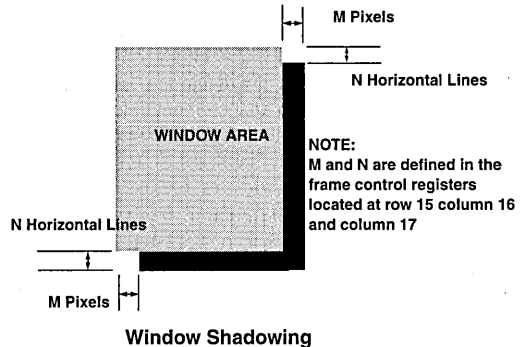 M Pixels
N Horizontal Lines
WINDOW AREA
NOTE:
M and N are defined in the
frame control registers
located at row 15 column 16
and column 17
N Horizontal Lines
M Pixels
Window Shadowing